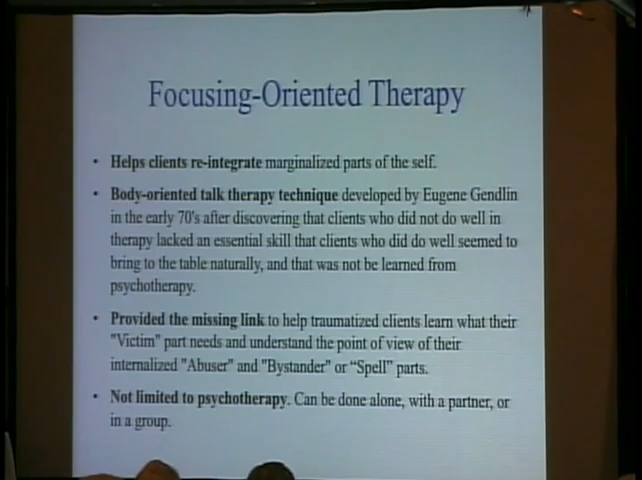 Focusing-Oriented Therapy
• Helps clients re-integrate marginalized parts of the self.
• Body-oriented talk therapy technique developed by Eugene Gendlin
in the early 70's after discovering that clients who did not do well in
therapy lacked an essential skill that clients who did do well seemed to
bring to the table naturally, and that was not be learned from
psychotherapy.
• Provided the missing link to help traumatized clients learn what their
"Victim" part needs and understand the point of view of their
internalized "Abuser" and "Bystander" or “Spell” parts.
• Not limited to psychotherapy. Can be done alone, with a partner, or
in a group.